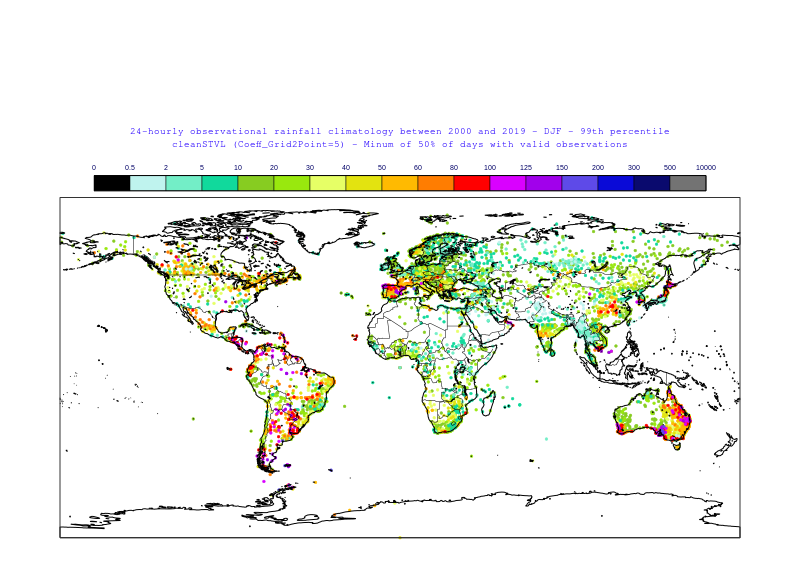 24-hourly observational rainfall climatology between 2000 and 2019 - DJF - 99th percentile
cleanSTVL (Coeff_Grid2Point=5) - Minum of 50% of days with valid observations
0 0.5 2 5 10 20 30 40 50 60 80 100 125 150 200 300 500 10000